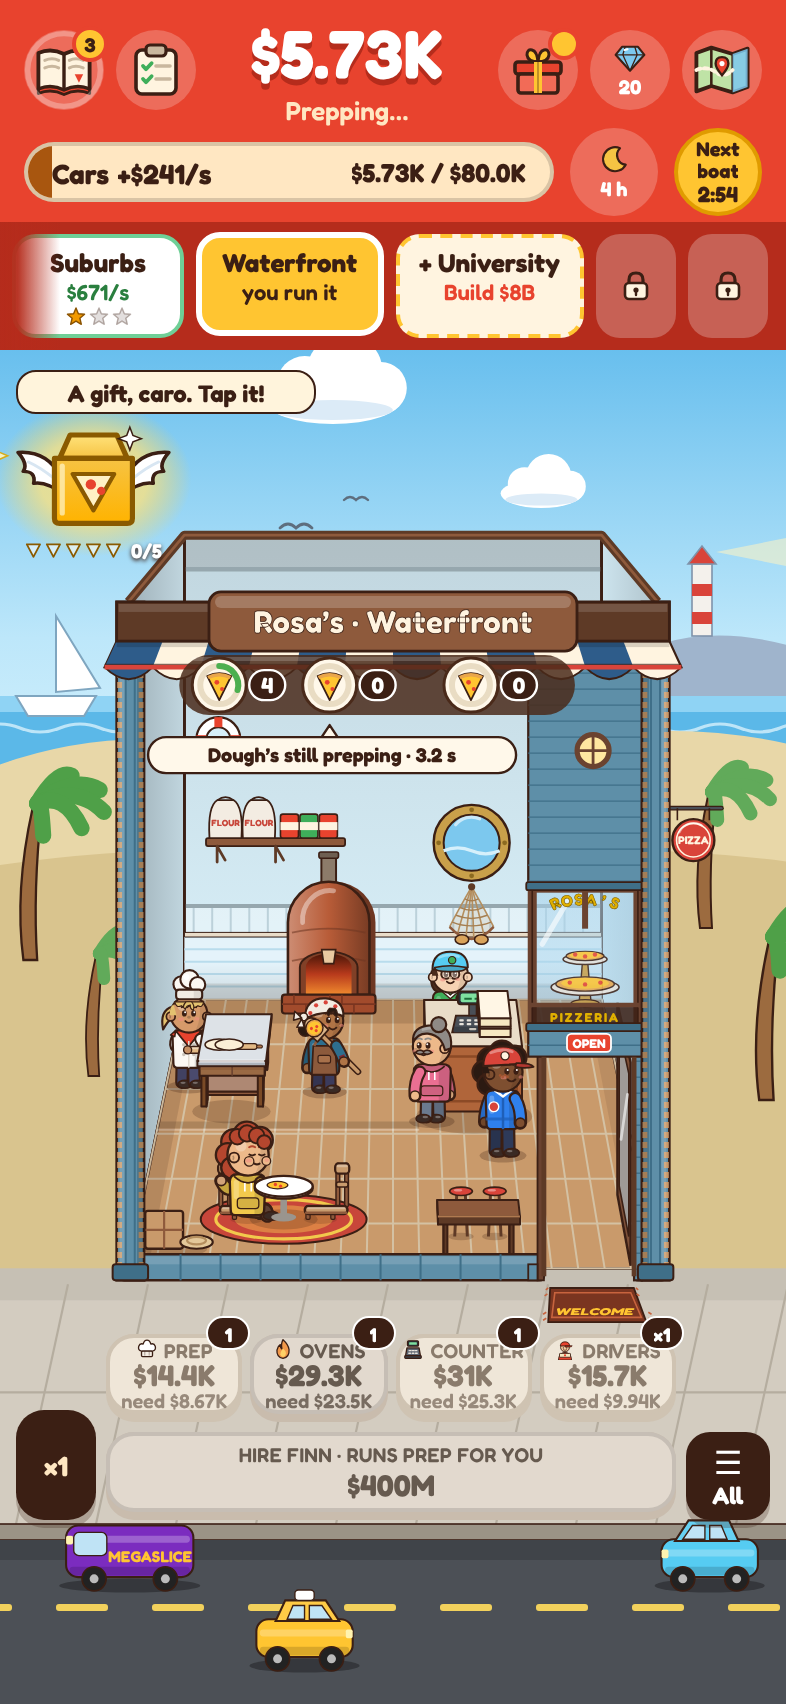 3
$5.73K
20
Prepping...
Cars +$241/s
$5.73K / $80.0K
4 h
Next
boat
2:54
Suburbs
$671/s
Waterfront
you run it
+ University
Build $8B
A gift, caro. Tap it!
0/5
Rosa's · Waterfront
4
0
0
Dough's still prepping · 3.2 s
FLOUR
FLOUR
PIZZA
ROSA'S
PIZZERIA
OPEN
WELCOME
PREP
1
$14.4K
need $8.67K
OVENS
1
$29.3K
need $23.5K
COUNTER
1
$31K
need $25.3K
DRIVERS
x1
$15.7K
need $9.94K
x1
HIRE FINN · RUNS PREP FOR YOU
$400M
All
MEGASLICE